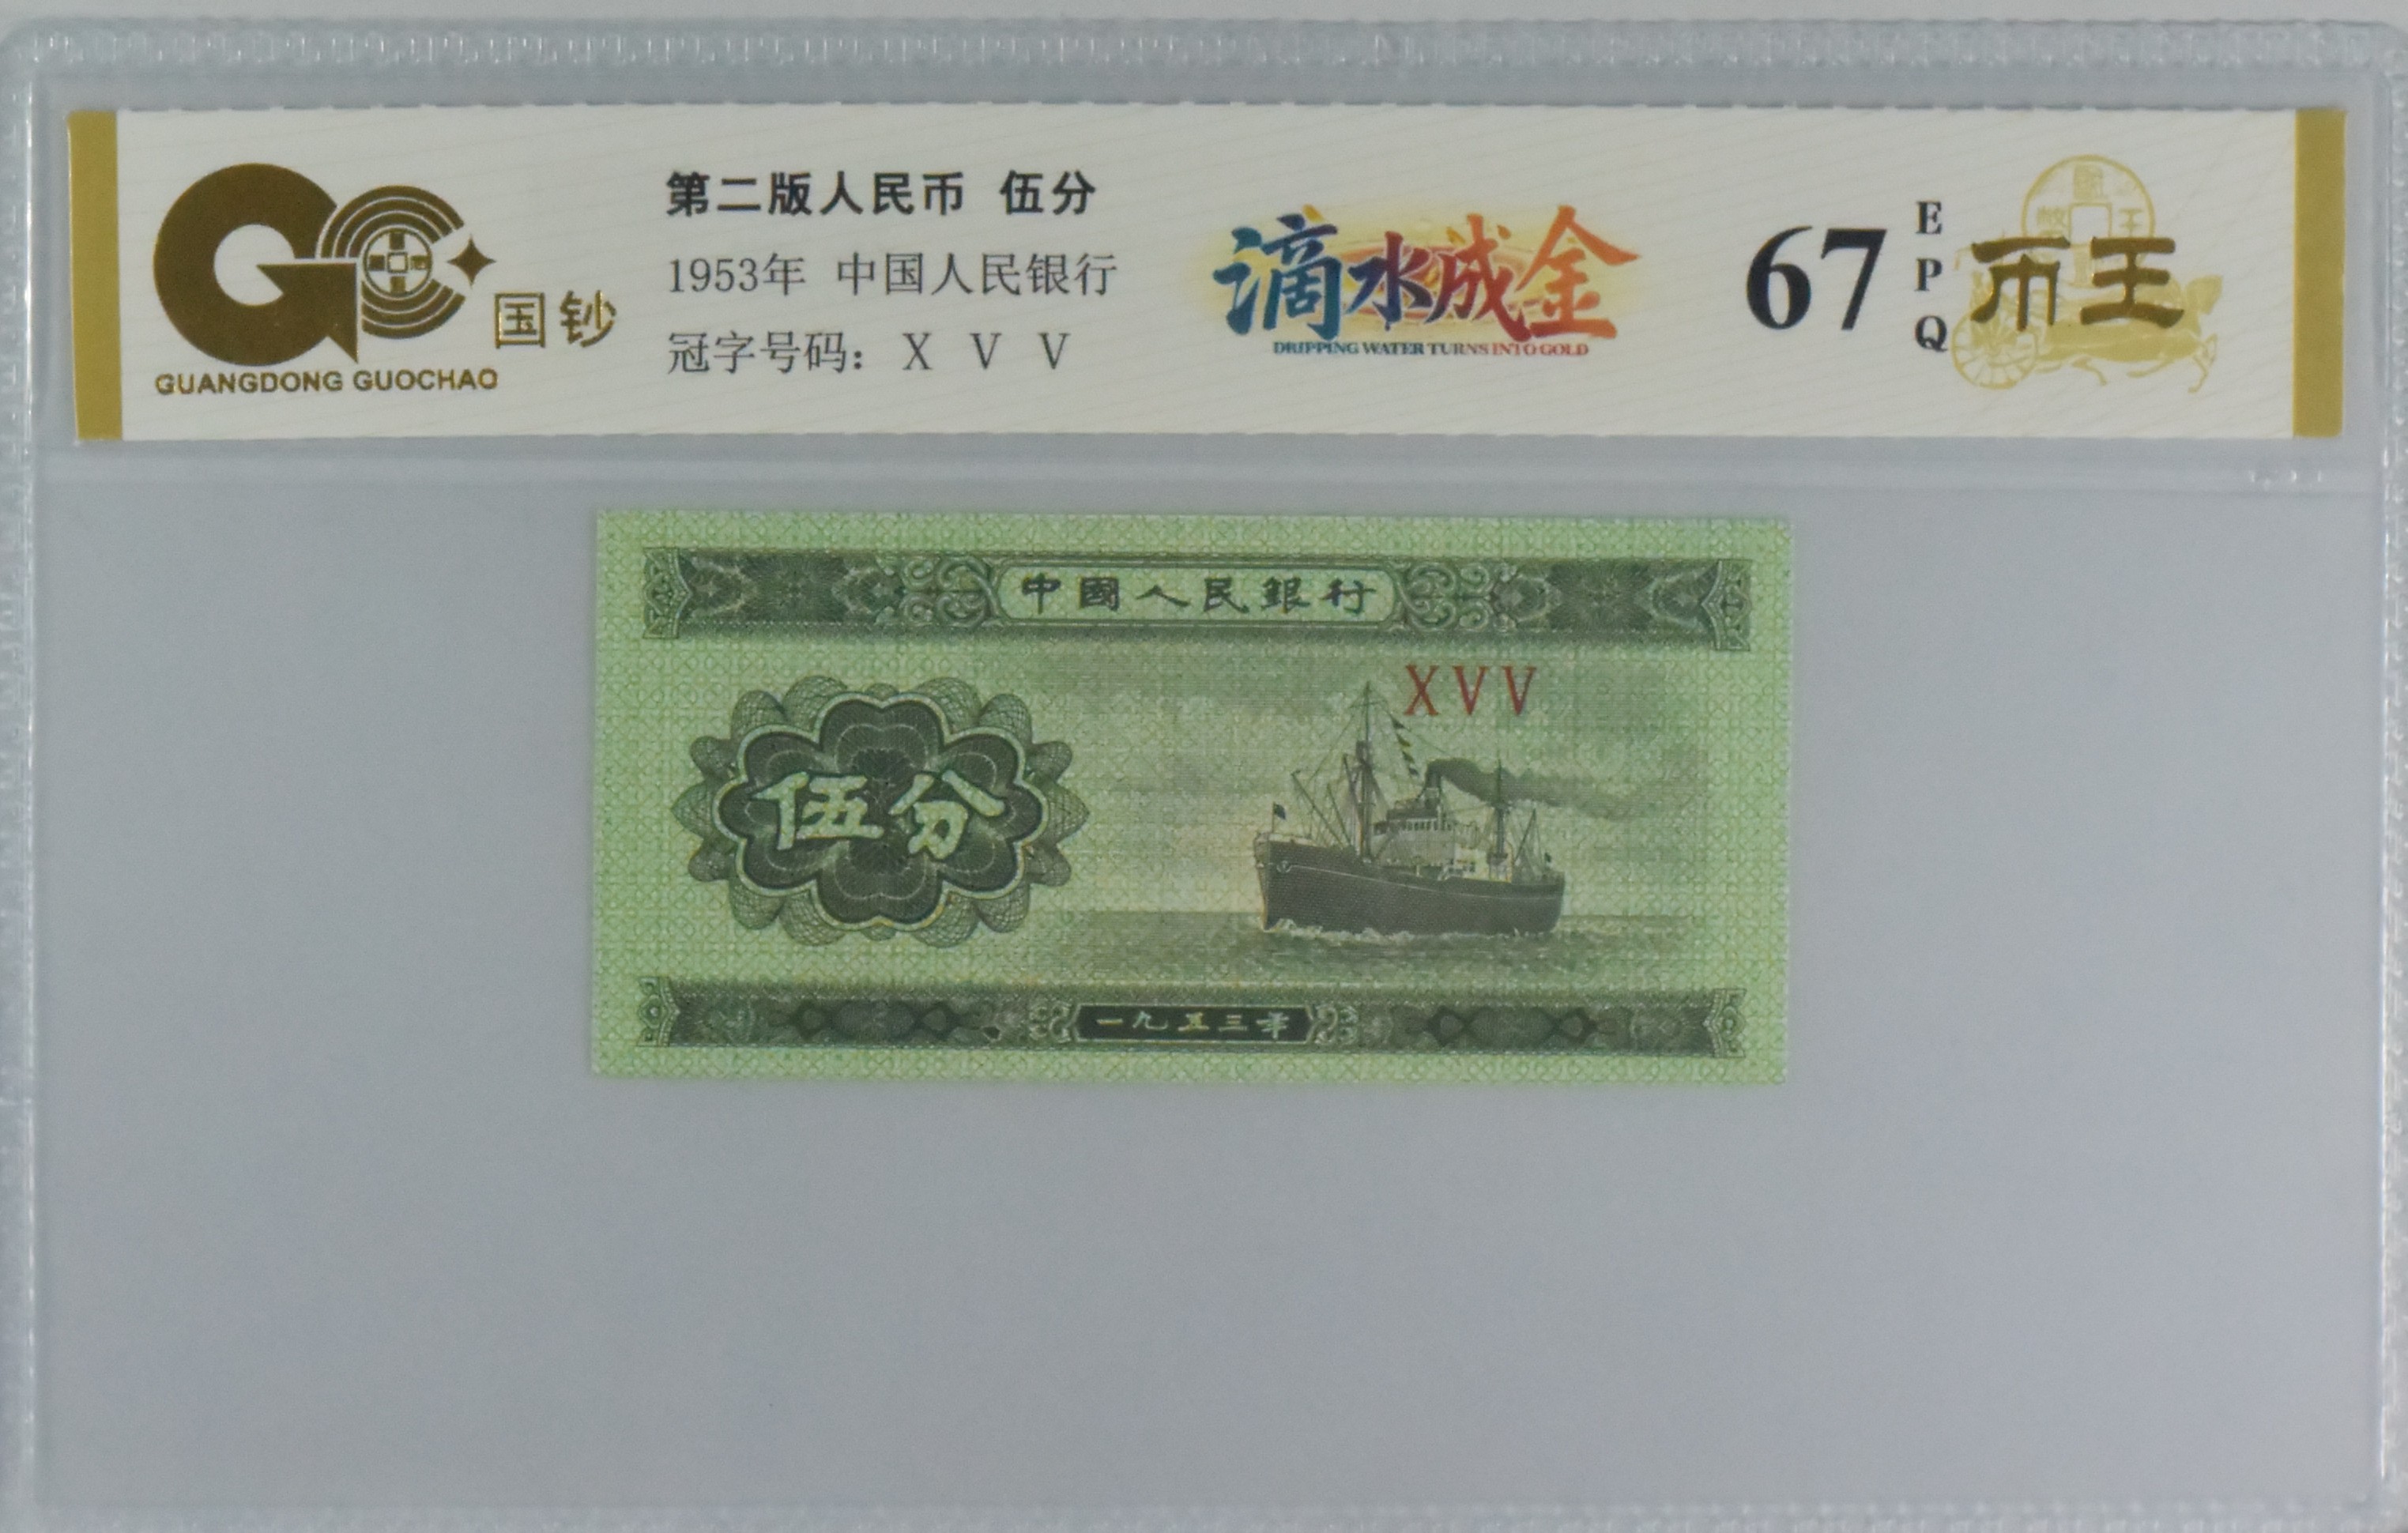 国钞
GUANGDONG GUOCHAO
第二版人民币 伍分
1953年 中国人民银行
冠字号码： X V V
滴水成金
DRIPPING WATER TURNS INTO GOLD
67
EPQ
币王
中國人民銀行
XVV
伍分
一九五三年